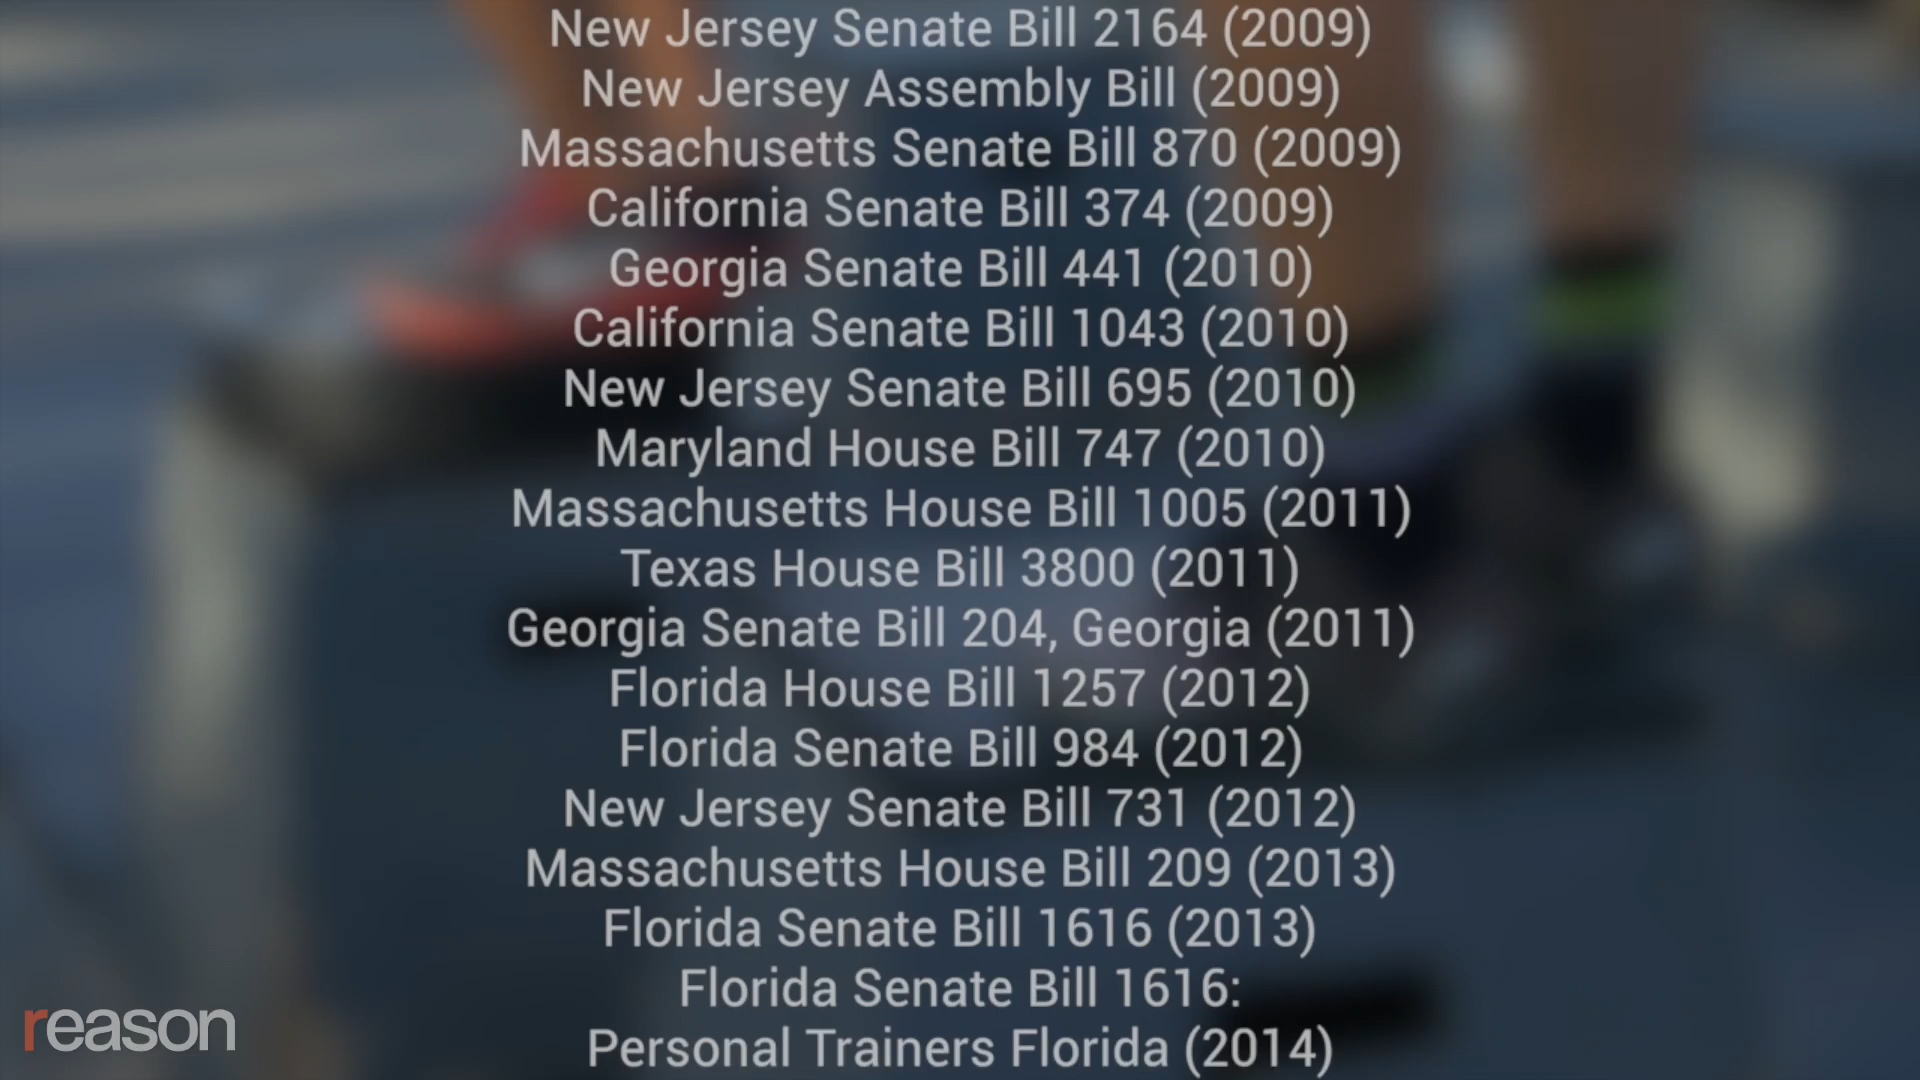 New Jersey Senate Bill 2164 (2009)
New Jersey Assembly Bill (2009)
Massachusetts Senate Bill 870 (2009)
California Senate Bill 374 (2009)
Georgia Senate Bill 441 (2010)
California Senate Bill 1043 (2010)
New Jersey Senate Bill 695 (2010)
Maryland House Bill 747 (2010)
Massachusetts House Bill 1005 (2011)
Texas House Bill 3800 (2011)
Georgia Senate Bill 204, Georgia (2011)
Florida House Bill 1257 (2012)
Florida Senate Bill 984 (2012)
New Jersey Senate Bill 731 (2012)
Massachusetts House Bill 209 (2013)
Florida Senate Bill 1616 (2013)
Florida Senate Bill 1616:
Personal Trainers Florida (2014)
reason